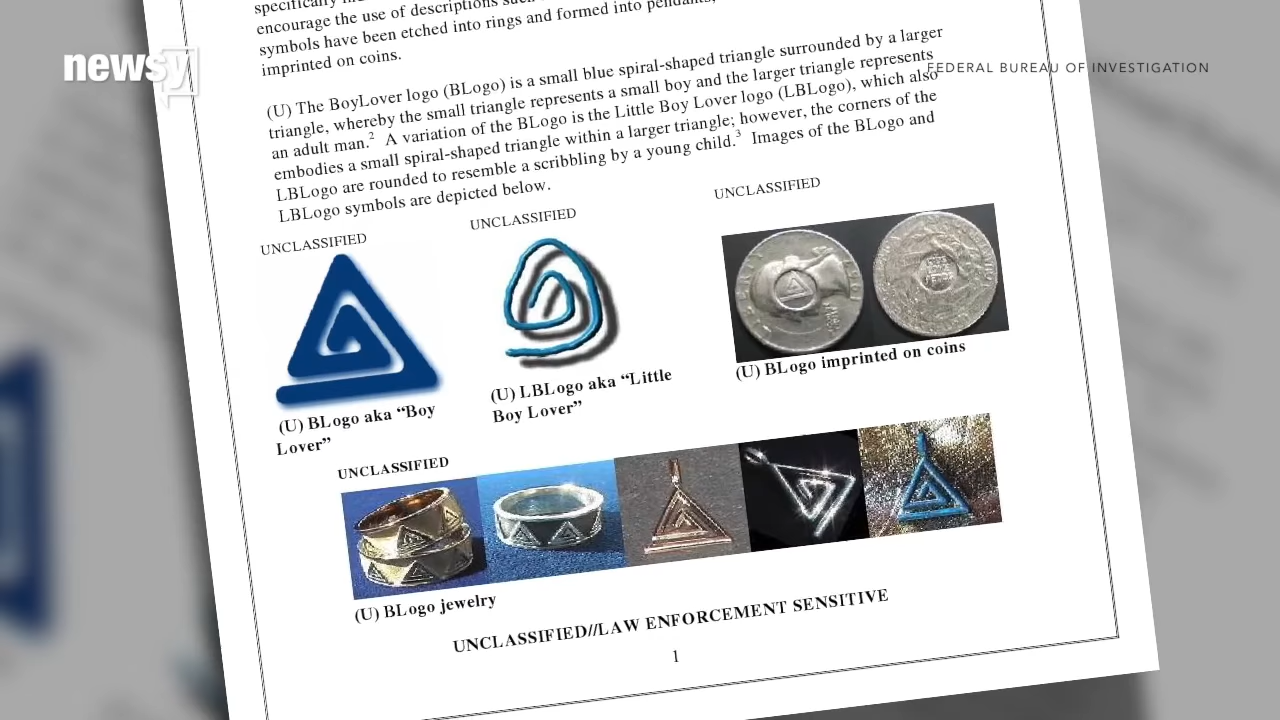 newsy
FEDERAL BUREAU OF INVESTIGATION
encourage the use of descriptions
symbols have been etched into rings and formed into pendants,
imprinted on coins.
(U) The BoyLover logo (BLogo) is a small blue spiral-shaped triangle surrounded by a larger
triangle, whereby the small triangle represents a small boy and the larger triangle represents
an adult man.2 A variation of the BLogo is the Little Boy Lover logo (LBLogo), which also
embodies a small spiral-shaped triangle within a larger triangle; however, the corners of the
LBLogo are rounded to resemble a scribbling by a young child.3 Images of the BLogo and
LBLogo symbols are depicted below.
UNCLASSIFIED
UNCLASSIFIED
UNCLASSIFIED
(U) BLogo aka “Boy
Lover”
(U) LBLogo aka “Little
Boy Lover”
(U) BLogo imprinted on coins
UNCLASSIFIED
(U) BLogo jewelry
UNCLASSIFIED//LAW ENFORCEMENT SENSITIVE
1